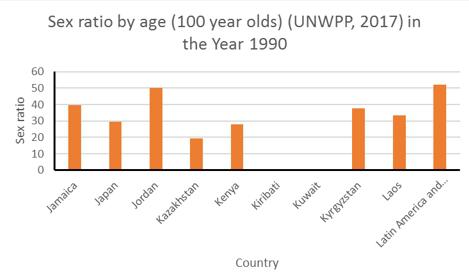 Sex ratio by age (100 year olds) (UNWPP, 2017) in
the Year 1990
60
50
40
30
20
10
0
Sex ratio
Jamaica
Japan
Jordan
Kazakhstan
Kenya
Kiribati
Kuwait
Kyrgyzstan
Laos
Latin America and...
Country